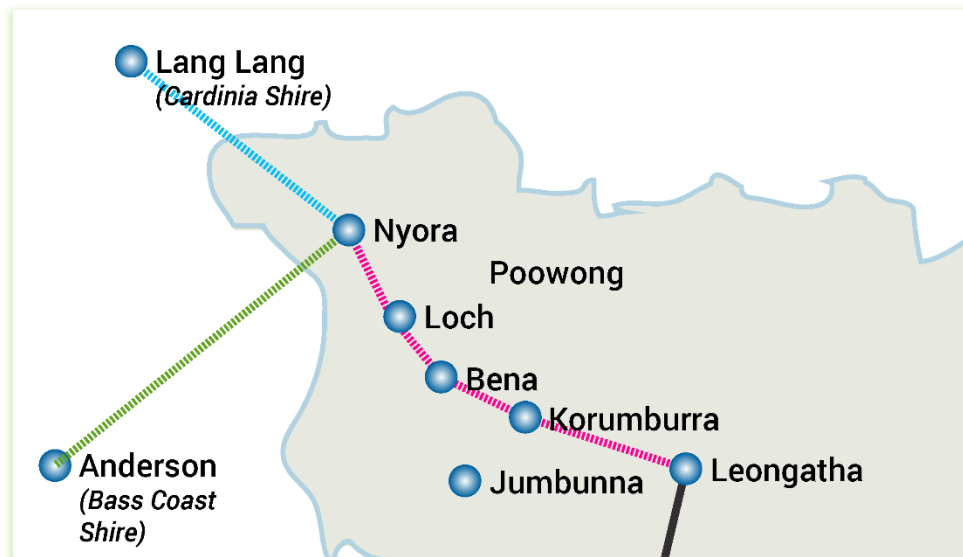 Lang Lang
(Cardinia Shire)
Nyora
Poowong
Loch
Bena
Korumburra
Anderson
(Bass Coast
Shire)
Jumbunna
Leongatha